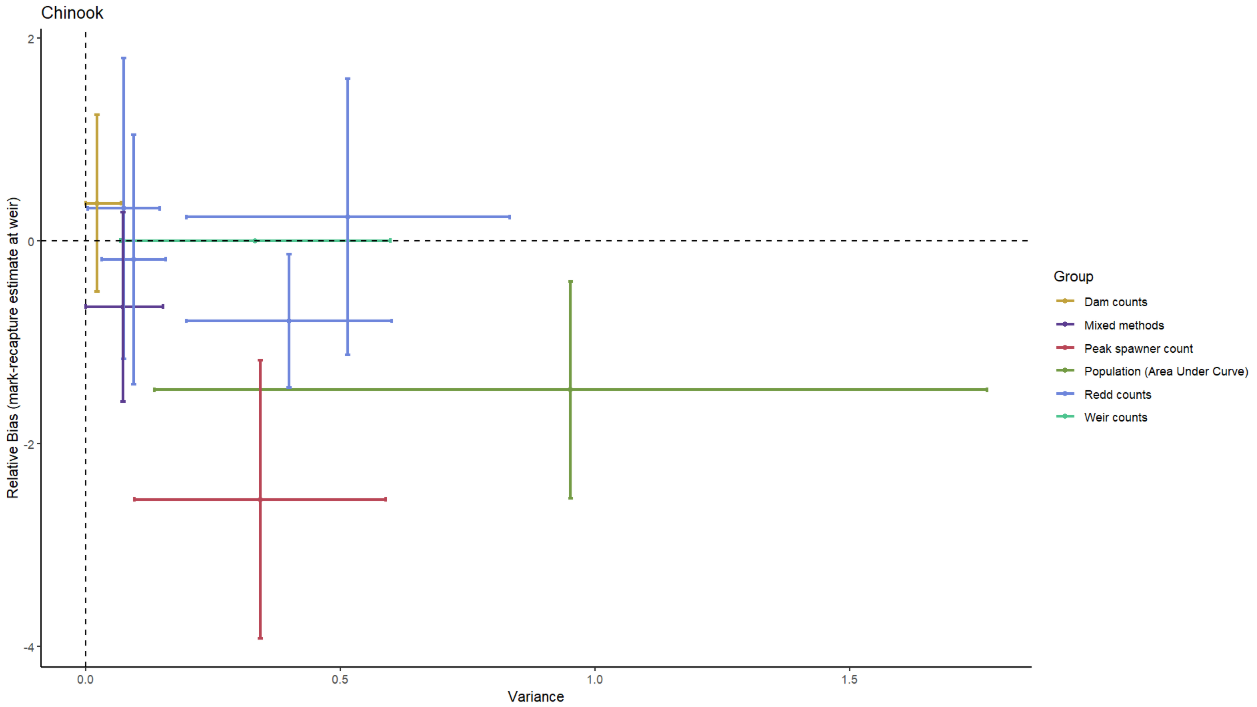 Chinook
Relative Bias (mark-recapture estimate at weir)
2
0
-2
-4
0.0
0.5
1.0
1.5
Variance
Group
Dam counts
Mixed methods
Peak spawner count
Population (Area Under Curve)
Redd counts
Weir counts